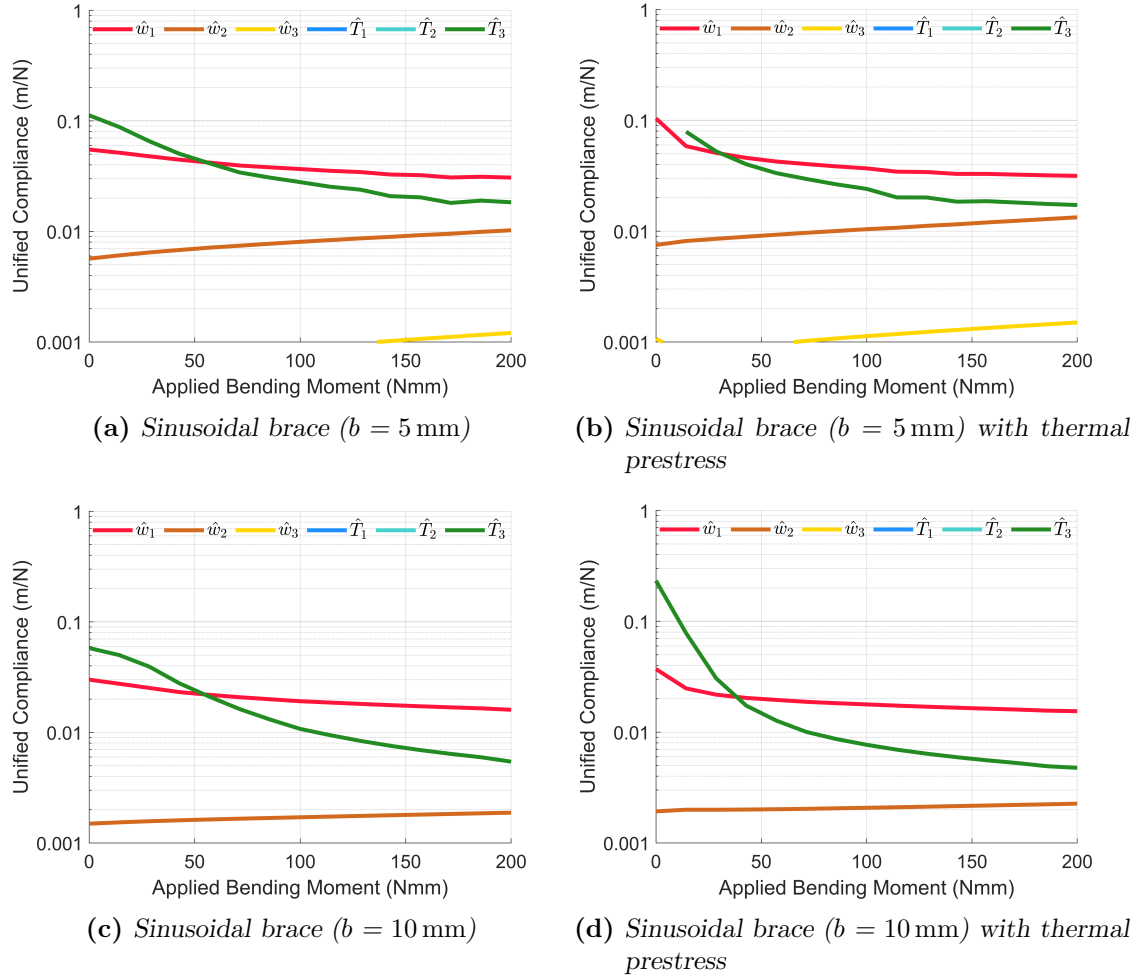 ŵ₁ ŵ₂ ŵ₃ T̂₁ T̂₂ T̂₃
1
0.1
0.01
0.001
Unified Compliance (m/N)
0 50 100 150 200
Applied Bending Moment (Nmm)
(a) Sinusoidal brace (b = 5 mm)
ŵ₁ ŵ₂ ŵ₃ T̂₁ T̂₂ T̂₃
1
0.1
0.01
0.001
Unified Compliance (m/N)
0 50 100 150 200
Applied Bending Moment (Nmm)
(b) Sinusoidal brace (b = 5 mm) with thermal
prestress
ŵ₁ ŵ₂ ŵ₃ T̂₁ T̂₂ T̂₃
1
0.1
0.01
0.001
Unified Compliance (m/N)
0 50 100 150 200
Applied Bending Moment (Nmm)
(c) Sinusoidal brace (b = 10 mm)
ŵ₁ ŵ₂ ŵ₃ T̂₁ T̂₂ T̂₃
1
0.1
0.01
0.001
Unified Compliance (m/N)
0 50 100 150 200
Applied Bending Moment (Nmm)
(d) Sinusoidal brace (b = 10 mm) with thermal
prestress